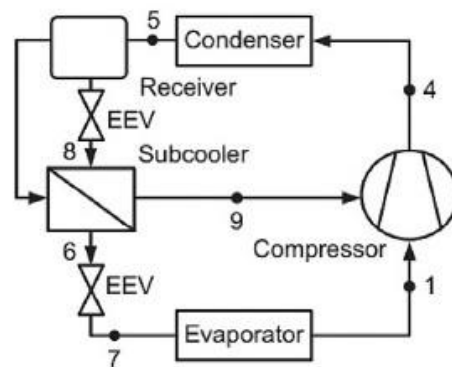 5
Condenser
4
Receiver
EEV
8
Subcooler
9
6
Compressor
EEV
1
Evaporator
7